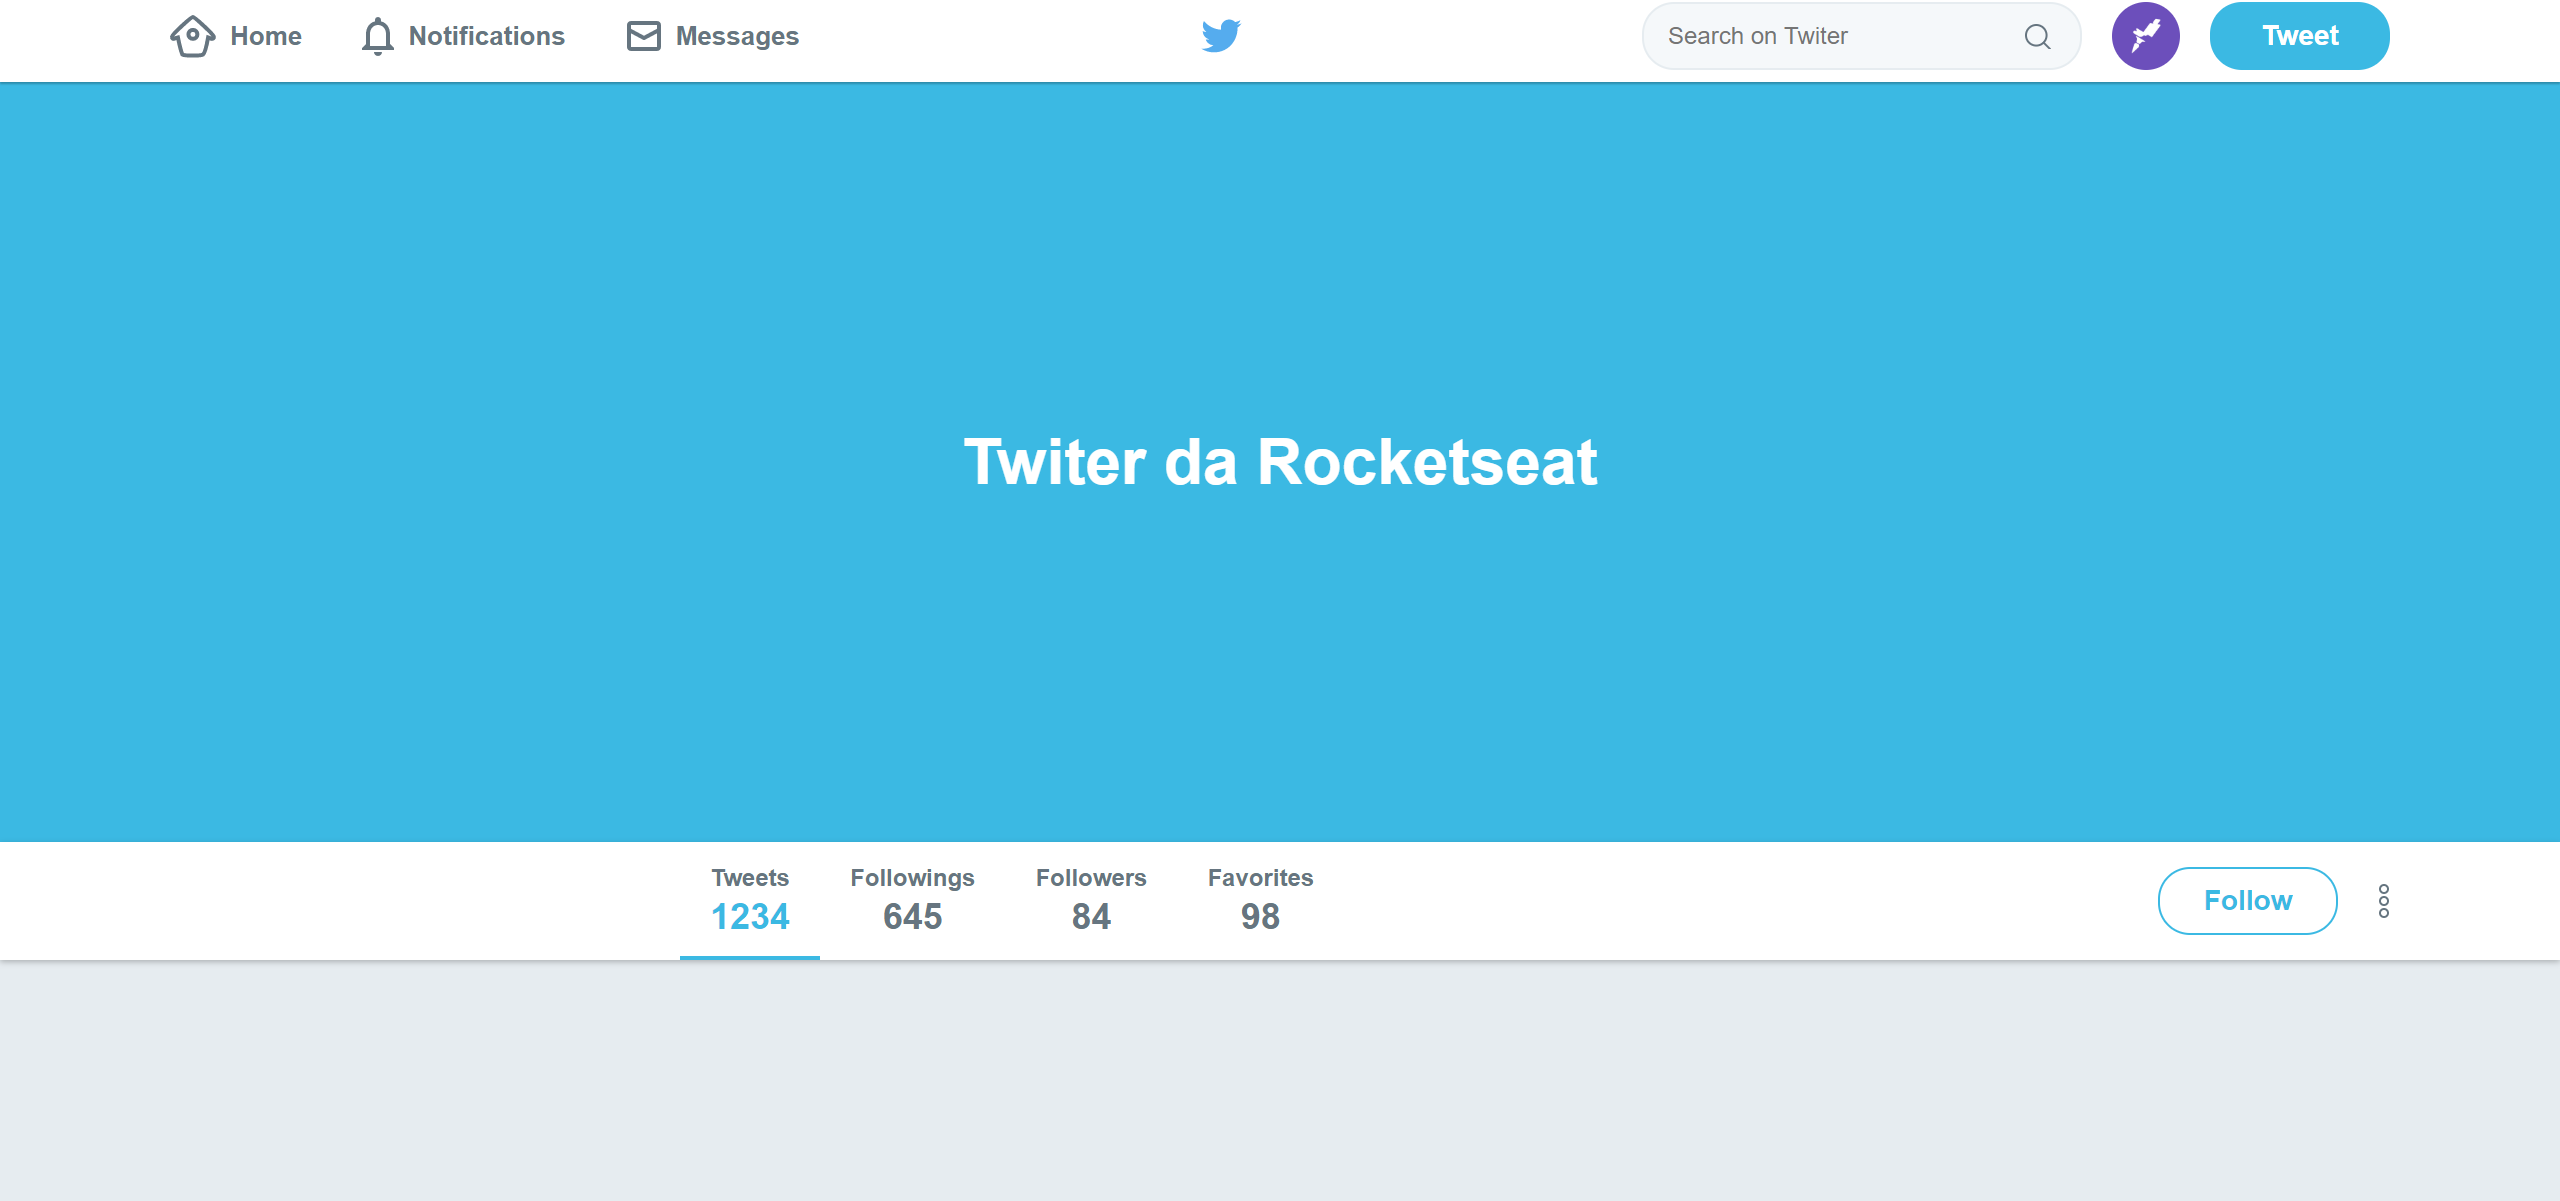 Home Notifications Messages Search on Twiter Tweet
Twiter da Rocketseat
Tweets Followings Followers Favorites
1234 645 84 98
Follow